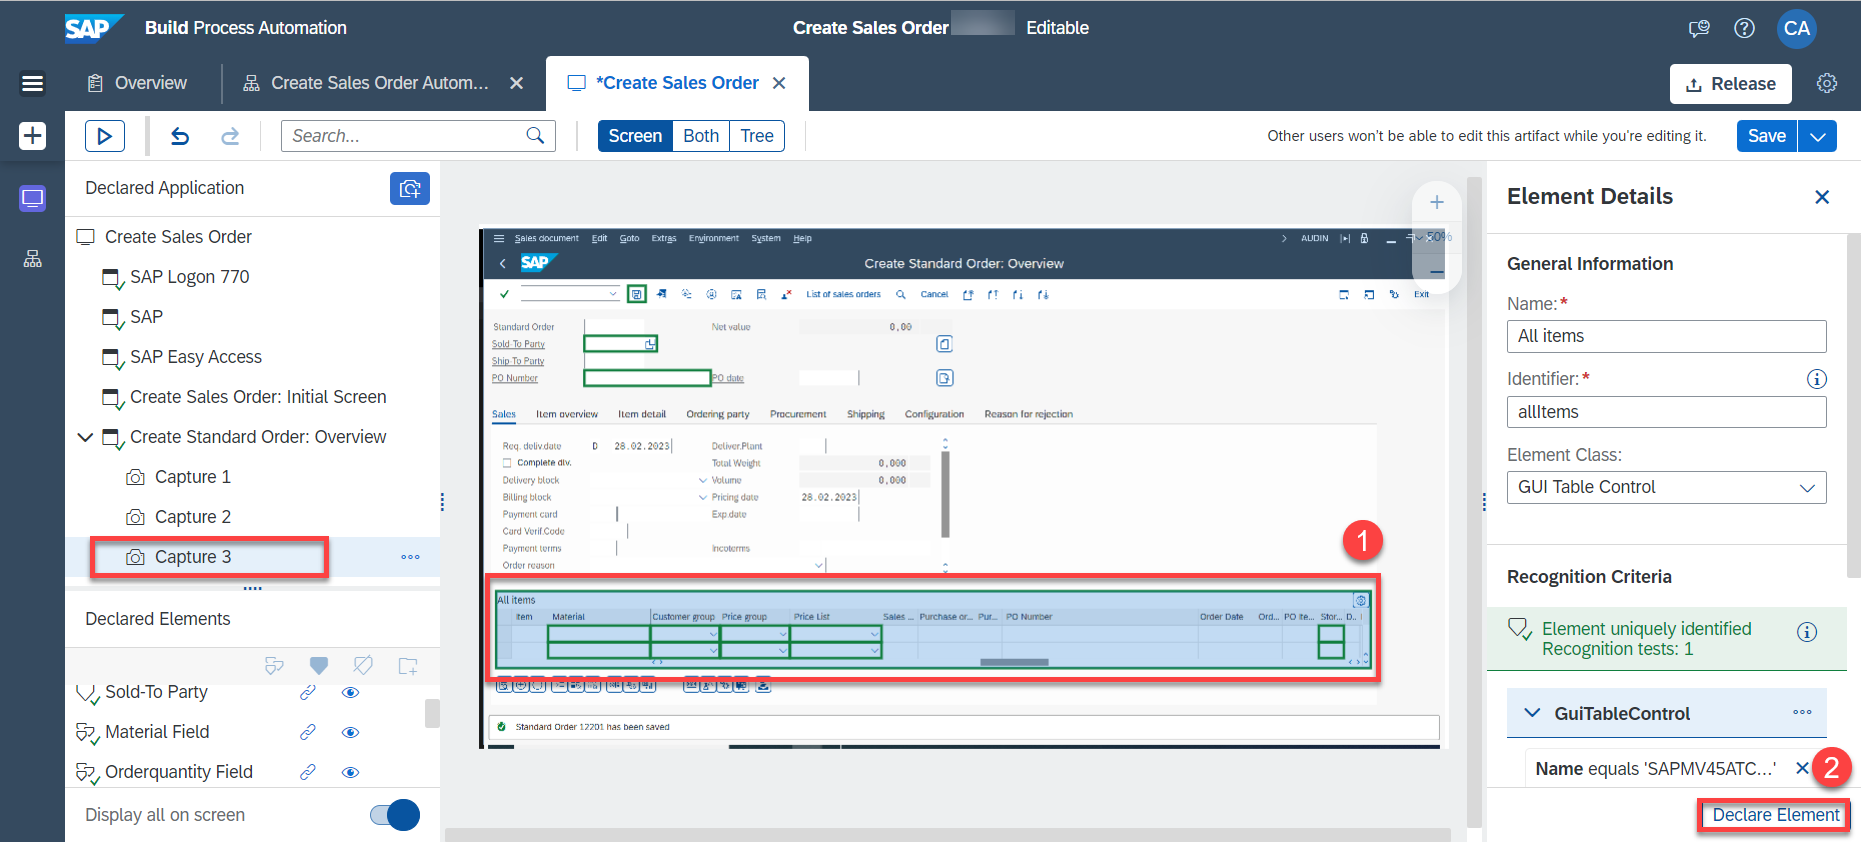 SAP Build Process Automation
Create Sales Order Editable
CA
Overview
Create Sales Order Autom...
*Create Sales Order
Release
Search...
Screen Both Tree
Other users won't be able to edit this artifact while you're editing it.
Save
Declared Application
Create Sales Order
SAP Logon 770
SAP
SAP Easy Access
Create Sales Order: Initial Screen
Create Standard Order: Overview
Capture 1
Capture 2
Capture 3
Declared Elements
Sold-To Party
Material Field
Orderquantity Field
Display all on screen
50%
Sales document Edit Goto Extras Environment System Help
AUDIN
SAP
Create Standard Order: Overview
List of sales orders Cancel Exit
Standard Order Net value 0,00
Sold-To Party
Ship-To Party
PO Number PO date
Sales Item overview Item detail Ordering party Procurement Shipping Configuration Reason for rejection
Req. deliv.date D 28.02.2023 Deliver.Plant
Complete dlv. Total Weight 0,000
Delivery block Volume 0,000
Billing block Pricing date 28.02.2023
Payment card Exp.date
Card Verif.Code
Payment terms Incoterms
Order reason
1
All items
Item Material Customer group Price group Price List Sales ... Purchase or... Pur... PO Number Order Date Ord... PO ite... Stor... D..
Standard Order 12201 has been saved
Element Details
General Information
Name:*
All items
Identifier:*
allItems
Element Class:
GUI Table Control
Recognition Criteria
Element uniquely identified
Recognition tests: 1
GuiTableControl
Name equals 'SAPMV45ATC...'
2
Declare Element